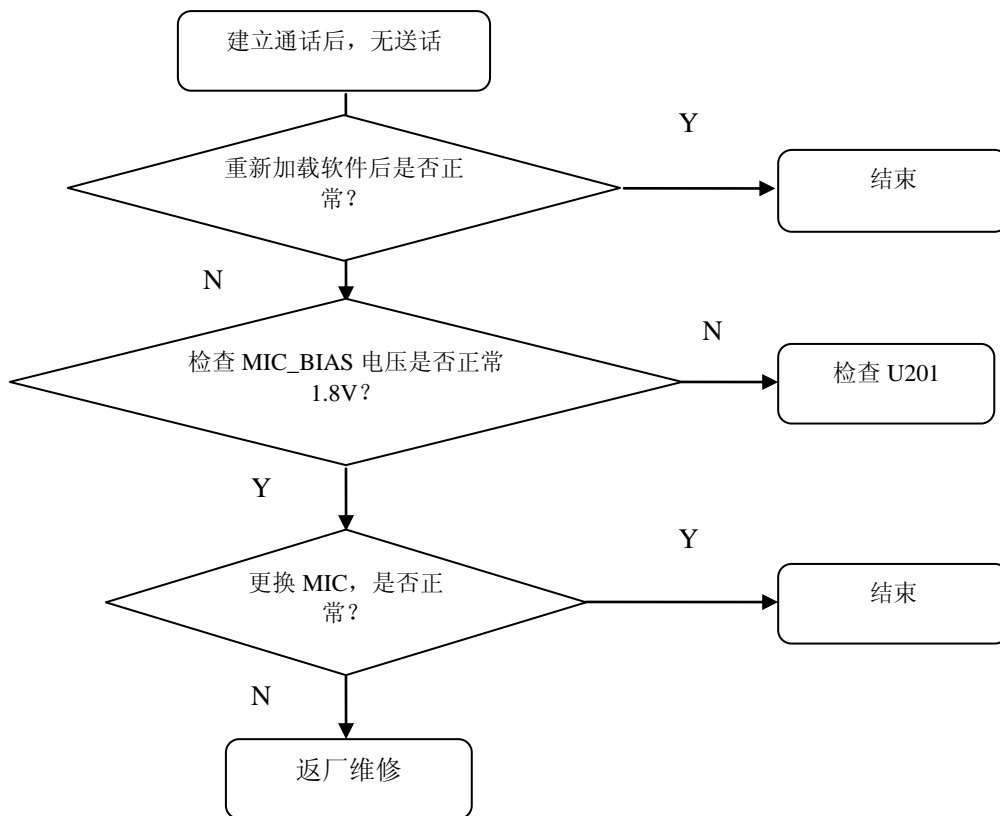 建立通话后，无送话
Y
重新加载软件后是否正
常？
结束
N
N
检查 MIC_BIAS 电压是否正常
1.8V？
检查 U201
Y
Y
更换 MIC，是否正
常？
结束
N
返厂维修